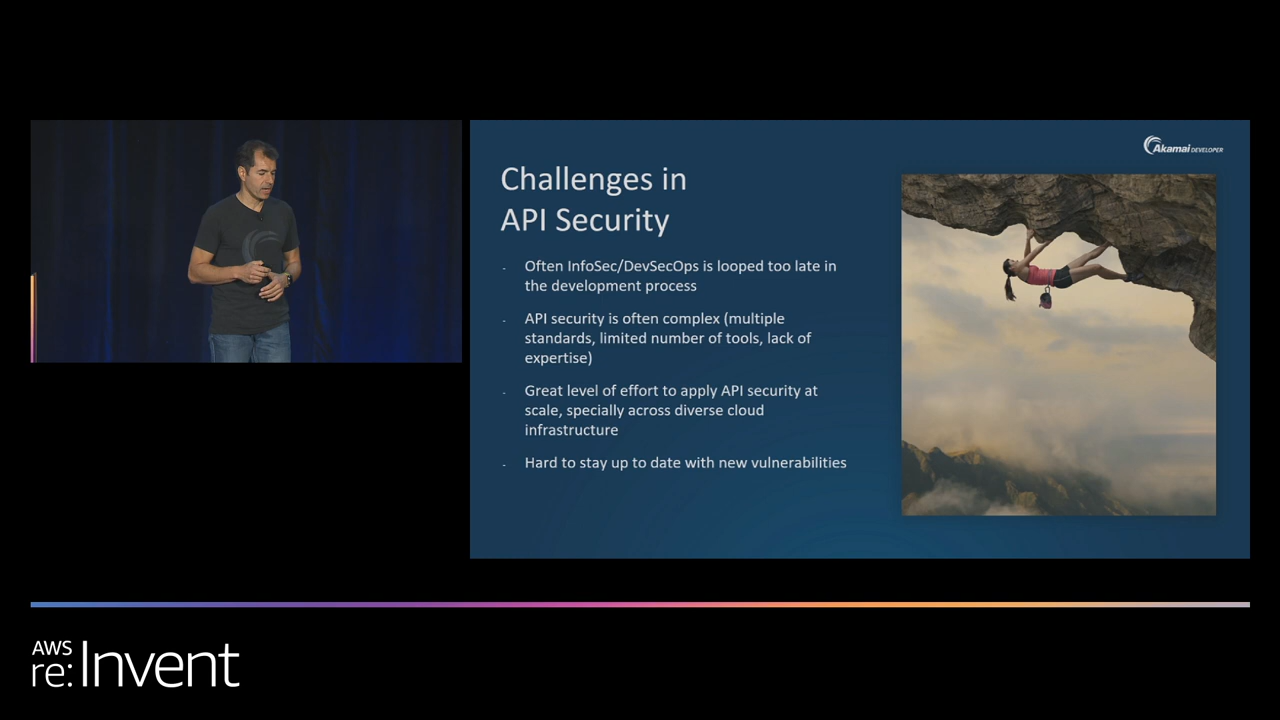 Akamai DEVELOPER
Challenges in
API Security
- Often InfoSec/DevSecOps is looped too late in
the development process
- API security is often complex (multiple
standards, limited number of tools, lack of
expertise)
- Great level of effort to apply API security at
scale, specially across diverse cloud
infrastructure
- Hard to stay up to date with new vulnerabilities
AWS
re:Invent